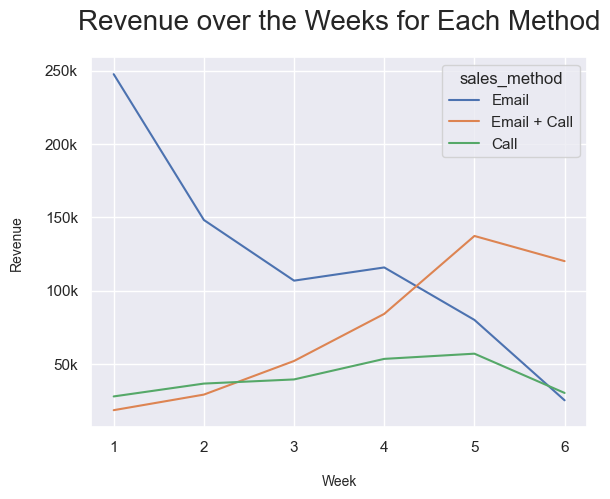 Revenue over the Weeks for Each Method
250k
200k
150k
100k
50k
Revenue
sales_method
Email
Email + Call
Call
1 2 3 4 5 6
Week